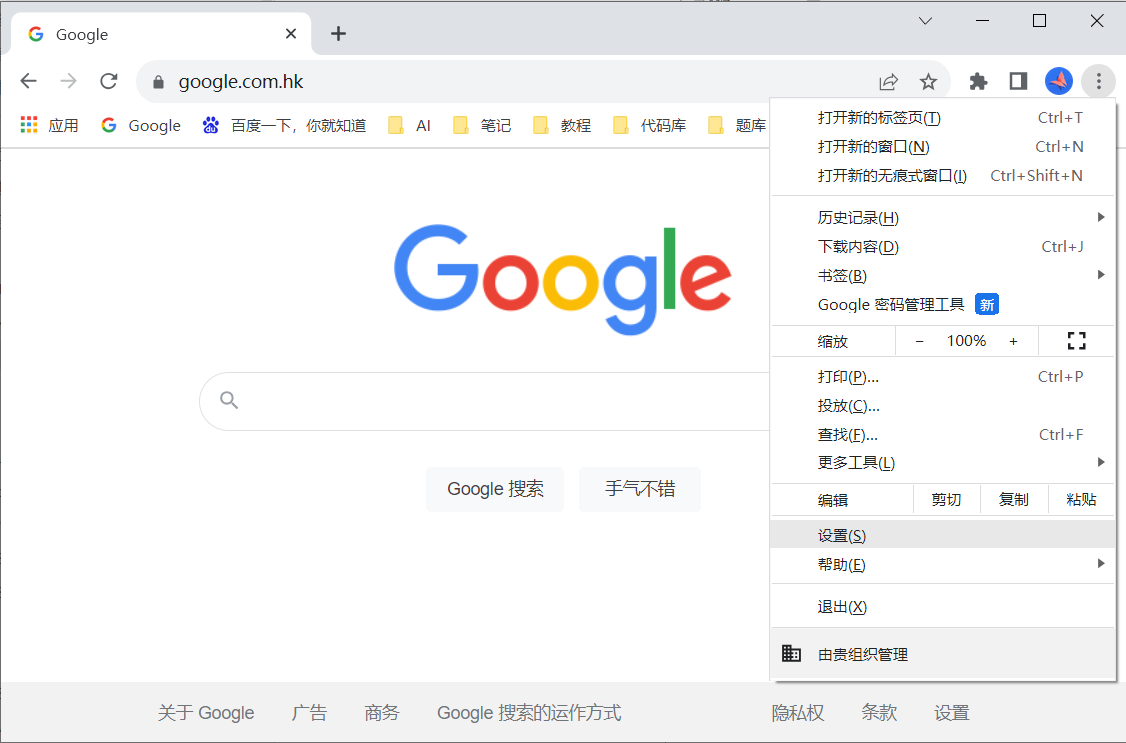 Google
google.com.hk
应用 Google 百度一下，你就知道 AI 笔记 教程 代码库 题库
打开新的标签页(T) Ctrl+T
打开新的窗口(N) Ctrl+N
打开新的无痕式窗口(I) Ctrl+Shift+N
历史记录(H)
下载内容(D) Ctrl+J
书签(B)
Google 密码管理工具 新
缩放 − 100% +
打印(P)... Ctrl+P
投放(C)...
查找(F)... Ctrl+F
更多工具(L)
编辑 剪切 复制 粘贴
设置(S)
帮助(E)
退出(X)
由贵组织管理
Google
Google 搜索 手气不错
关于 Google 广告 商务 Google 搜索的运作方式 隐私权 条款 设置